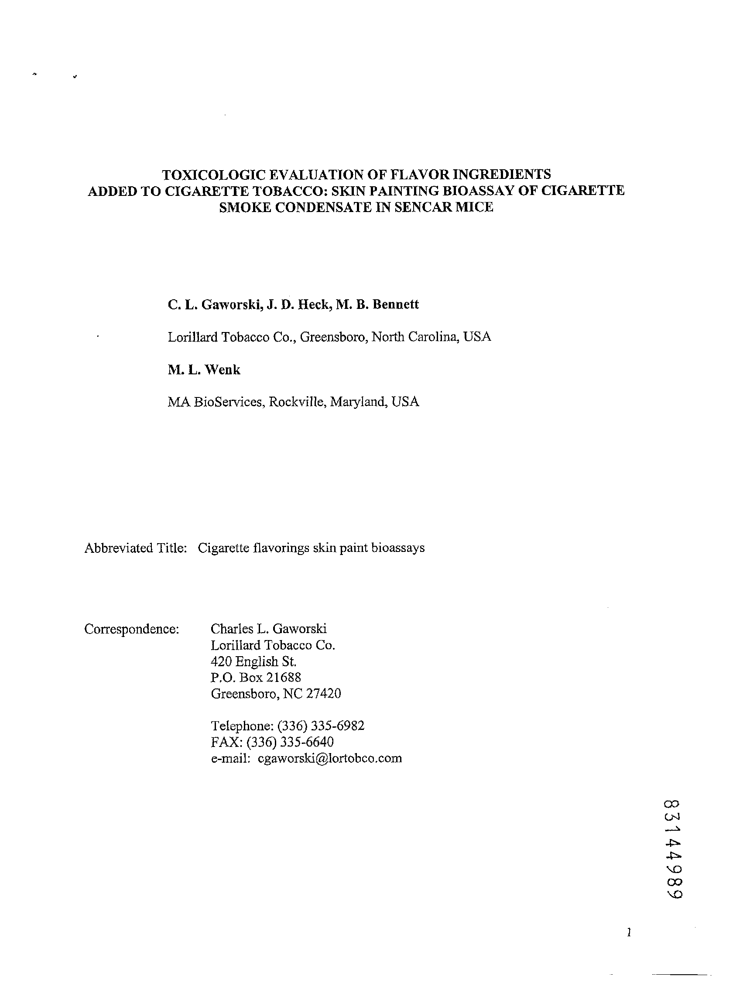 TOXICOLOGIC EVALUATION OF FLAVOR INGREDIENTS
ADDED TO CIGARETTE TOBACCO: SKIN PAINTING BIOASSAY OF CIGARETTE
SMOKE CONDENSATE IN SENCAR MICE
C. L. Gaworski, J. D. Heck, M. B. Bennett
Lorillard Tobacco Co., Greensboro, North Carolina, USA
M. L. Wenk
MA BioServices, Rockville, Maryland, USA
Abbreviated Title: Cigarette flavorings skin paint bioassays
Correspondence: Charles L. Gaworski
Lorillard Tobacco Co.
420 English St.
P.O. Box 21688
Greensboro, NC 27420
Telephone: (336) 335-6982
FAX: (336) 335-6640
e-mail: cgaworski@lortobco.com
83144989
1